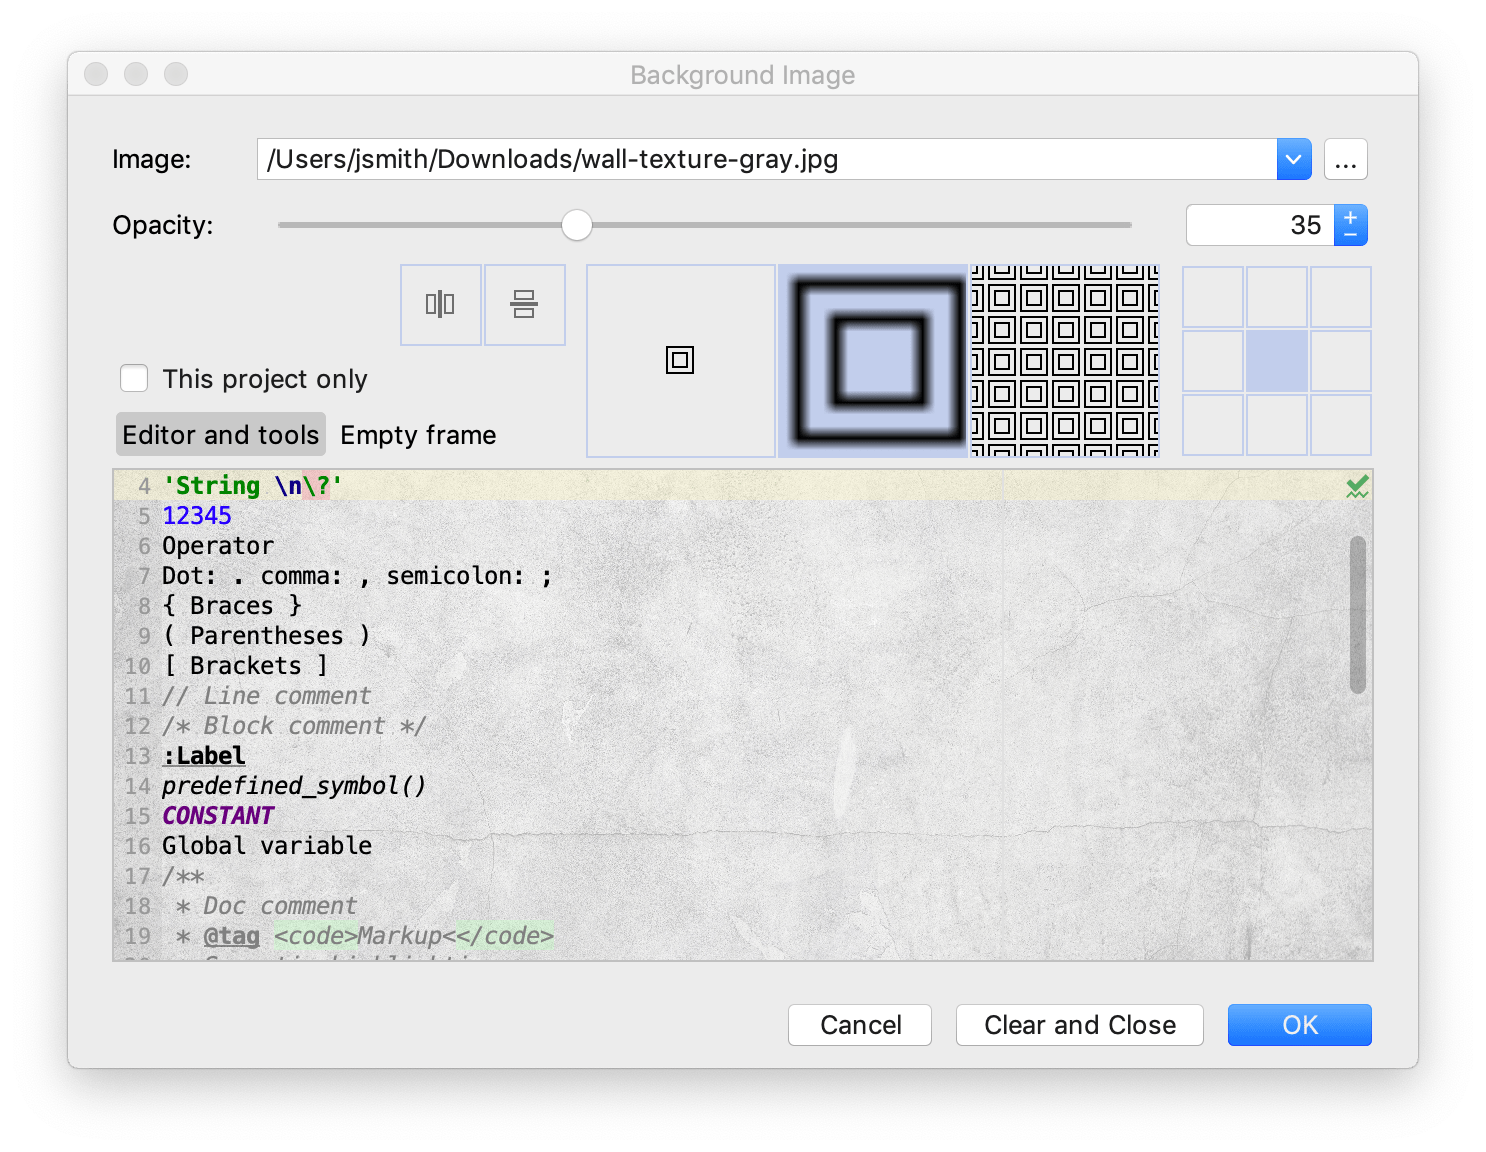 Background Image
Image: /Users/jsmith/Downloads/wall-texture-gray.jpg ...
Opacity: 35
This project only
Editor and tools Empty frame
4 'String \n\?'
5 12345
6 Operator
7 Dot: . comma: , semicolon: ;
8 { Braces }
9 ( Parentheses )
10 [ Brackets ]
11 // Line comment
12 /* Block comment */
13 :Label
14 predefined_symbol()
15 CONSTANT
16 Global variable
17 /**
18 * Doc comment
19 * @tag <code>Markup<</code>
Cancel Clear and Close OK